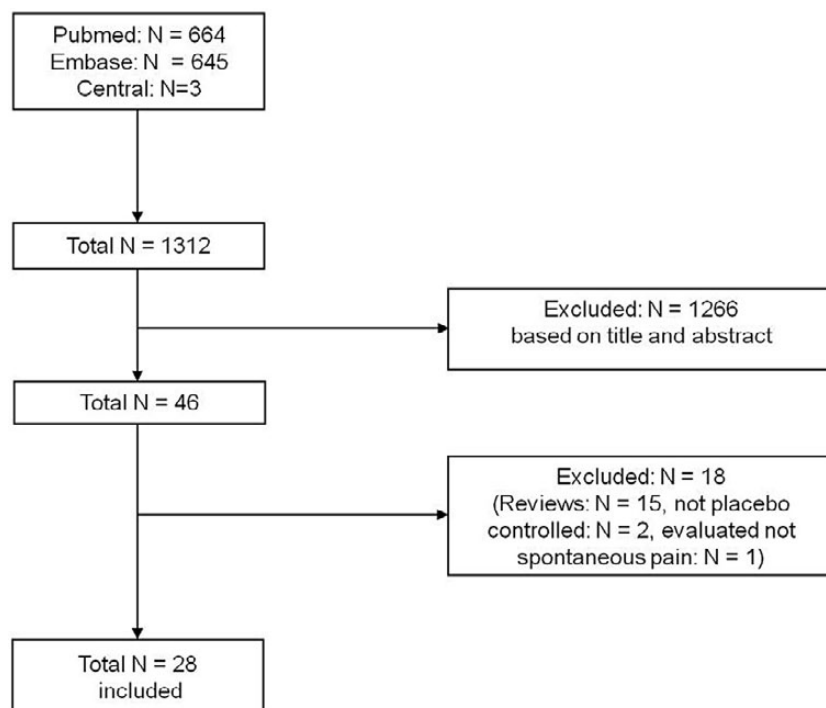 Pubmed: N = 664
Embase: N = 645
Central: N=3
Total N = 1312
Excluded: N = 1266
based on title and abstract
Total N = 46
Excluded: N = 18
(Reviews: N = 15, not placebo
controlled: N = 2, evaluated not
spontaneous pain: N = 1)
Total N = 28
included